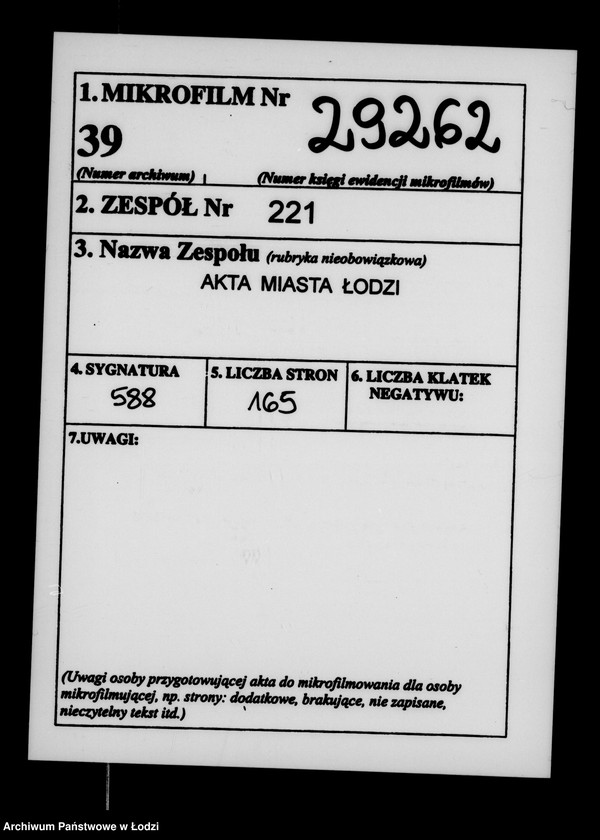 1. MIKROFILM Nr 29262
39
(Numer archiwum) (Numer księgi ewidencji mikrofilmów)
2. ZESPÓŁ Nr 221
3. Nazwa Zespołu (rubryka nieobowiązkowa)
AKTA MIASTA ŁODZI
4. SYGNATURA
588
5. LICZBA STRON
165
6. LICZBA KLATEK
NEGATYWU:
7.UWAGI:
(Uwagi osoby przygotowującej akta do mikrofilmowania dla osoby
mikrofilmującej, np. strony: dodatkowe, brakujące, nie zapisane,
nieczytelny tekst itd.)
Archiwum Państwowe w Łodzi